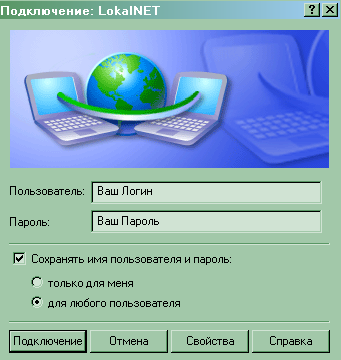 Подключение: LokalNET
Пользователь: Ваш Логин
Пароль: Ваш Пароль
Сохранять имя пользователя и пароль:
только для меня
для любого пользователя
Подключение Отмена Свойства Справка